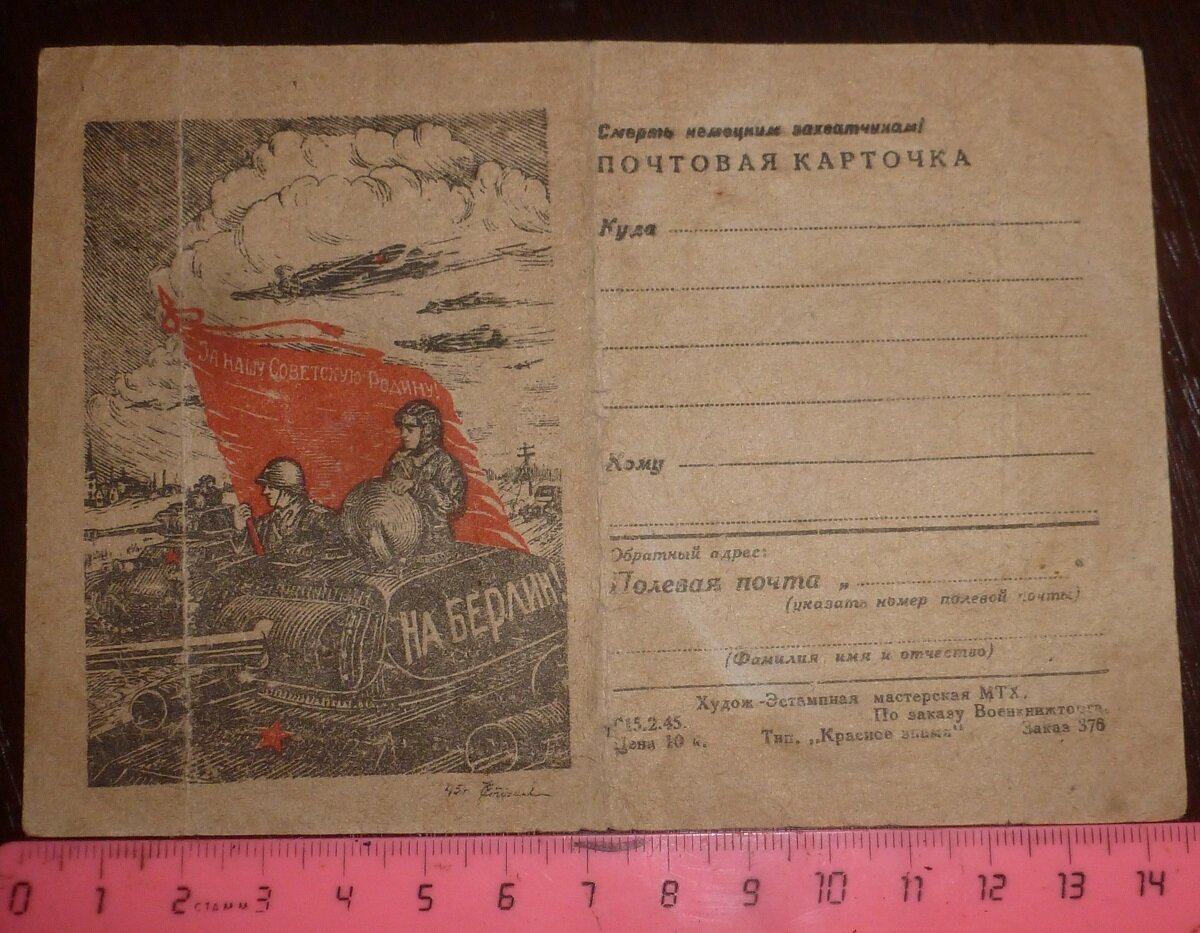 За нашу Советскую Родину!
На Берлин!
45г
Смерть немецким захватчикам!
ПОЧТОВАЯ КАРТОЧКА
Куда
Кому
Обратный адрес:
Полевая почта „ “
(указать номер полевой почты)
(Фамилия, имя и отчество)
Худож-Эстампная мастерская МТХ.
По заказу Военкнижторга.
15.2.45.
Цена 10 к. Тип. „Красное знамя“ Заказ 376
0 1 2 СТАММ 3 4 5 6 7 8 9 10 11 12 13 14